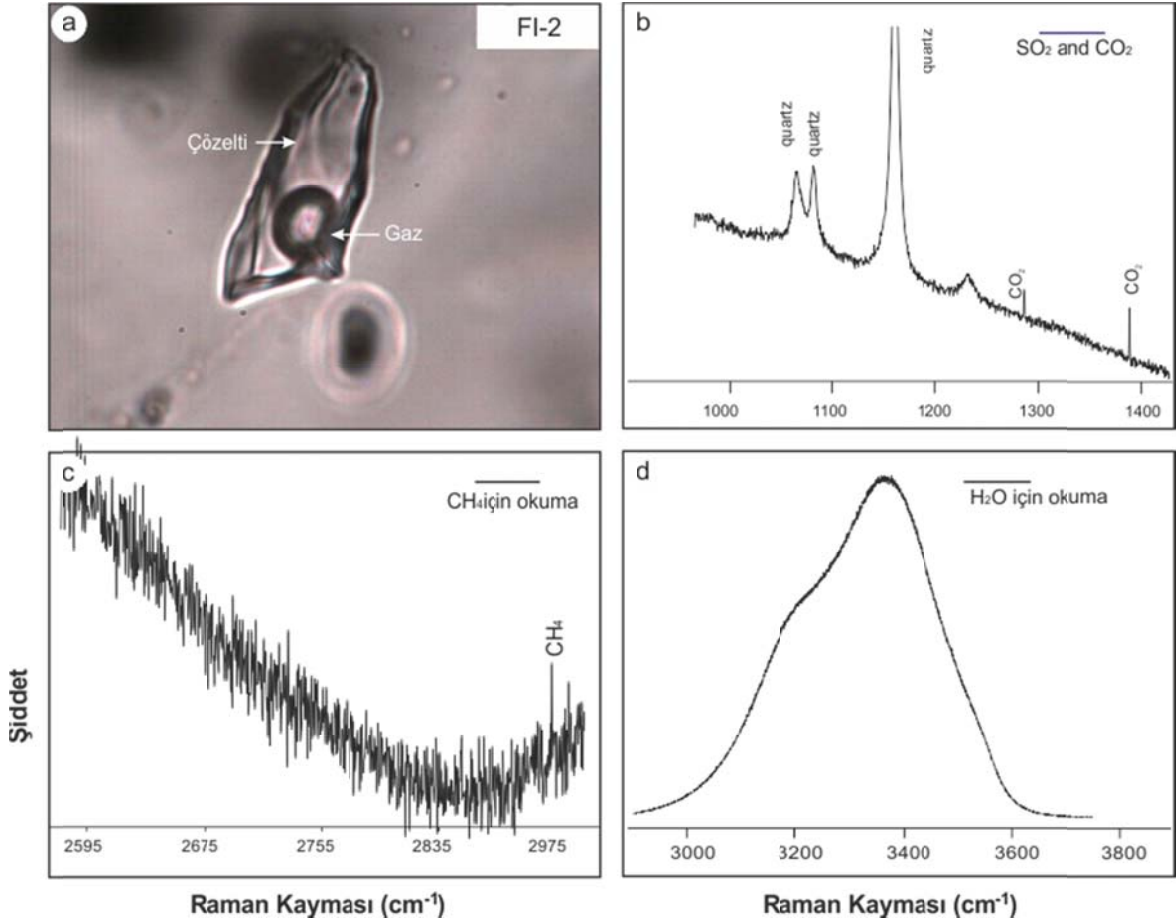 a
FI-2
Çözelti
Gaz
b
SO₂ and CO₂
quartz
quartz
quartz
CO₂
CO₂
1000 1100 1200 1300 1400
c
CH₄için okuma
CH₄
2595 2675 2755 2835 2975
d
H₂O için okuma
3000 3200 3400 3600 3800
Şiddet
Raman Kayması (cm⁻¹)
Raman Kayması (cm⁻¹)